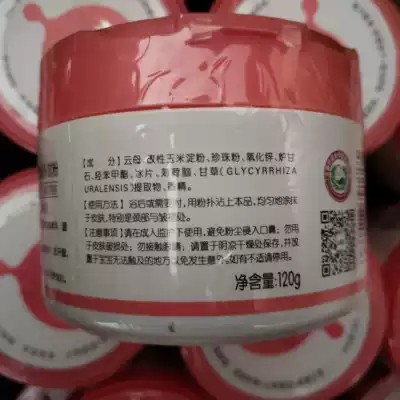 【成 分】云母、改性玉米淀粉、珍珠粉、氧化锌、炉甘
石、羟苯甲酯、冰片、薄荷脑、甘草(GLYCYRRHIZA
URALENSIS)提取物、香精。
【使用方法】浴后或需要时,用粉扑沾上本品,均匀地涂抹
于皮肤,特别是颈部与皱褶处。
【注意事项】请在成人监护下使用,避免粉尘侵入口鼻;勿用
于皮肤破损处;勿接触眼睛;请置于明凉干燥处保存,并放
置于宝宝无法触及的地方以免发生意外;如有不适请停用。
净含量:120g